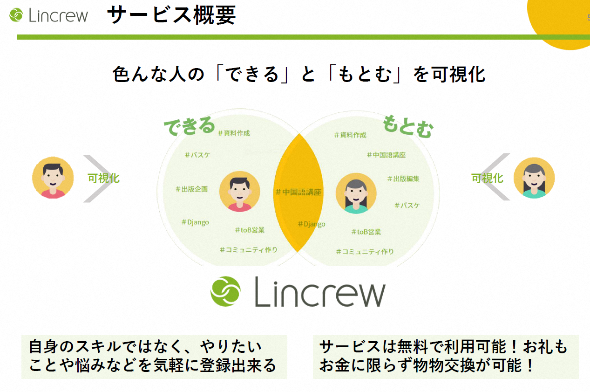 Lincrew サービス概要
色んな人の「できる」と「もとむ」を可視化
できる
もとむ
#資料作成
#資料作成
#バスケ
#中国語講座
可視化
可視化
#出版企画
#中国語講座
#出版編集
#バスケ
#Django
#Django
#toB営業
#toB営業
#コミュニティ作り
#コミュニティ作り
Lincrew
自身のスキルではなく、やりたい
ことや悩みなどを気軽に登録出来る
サービスは無料で利用可能！お礼も
お金に限らず物物交換が可能！